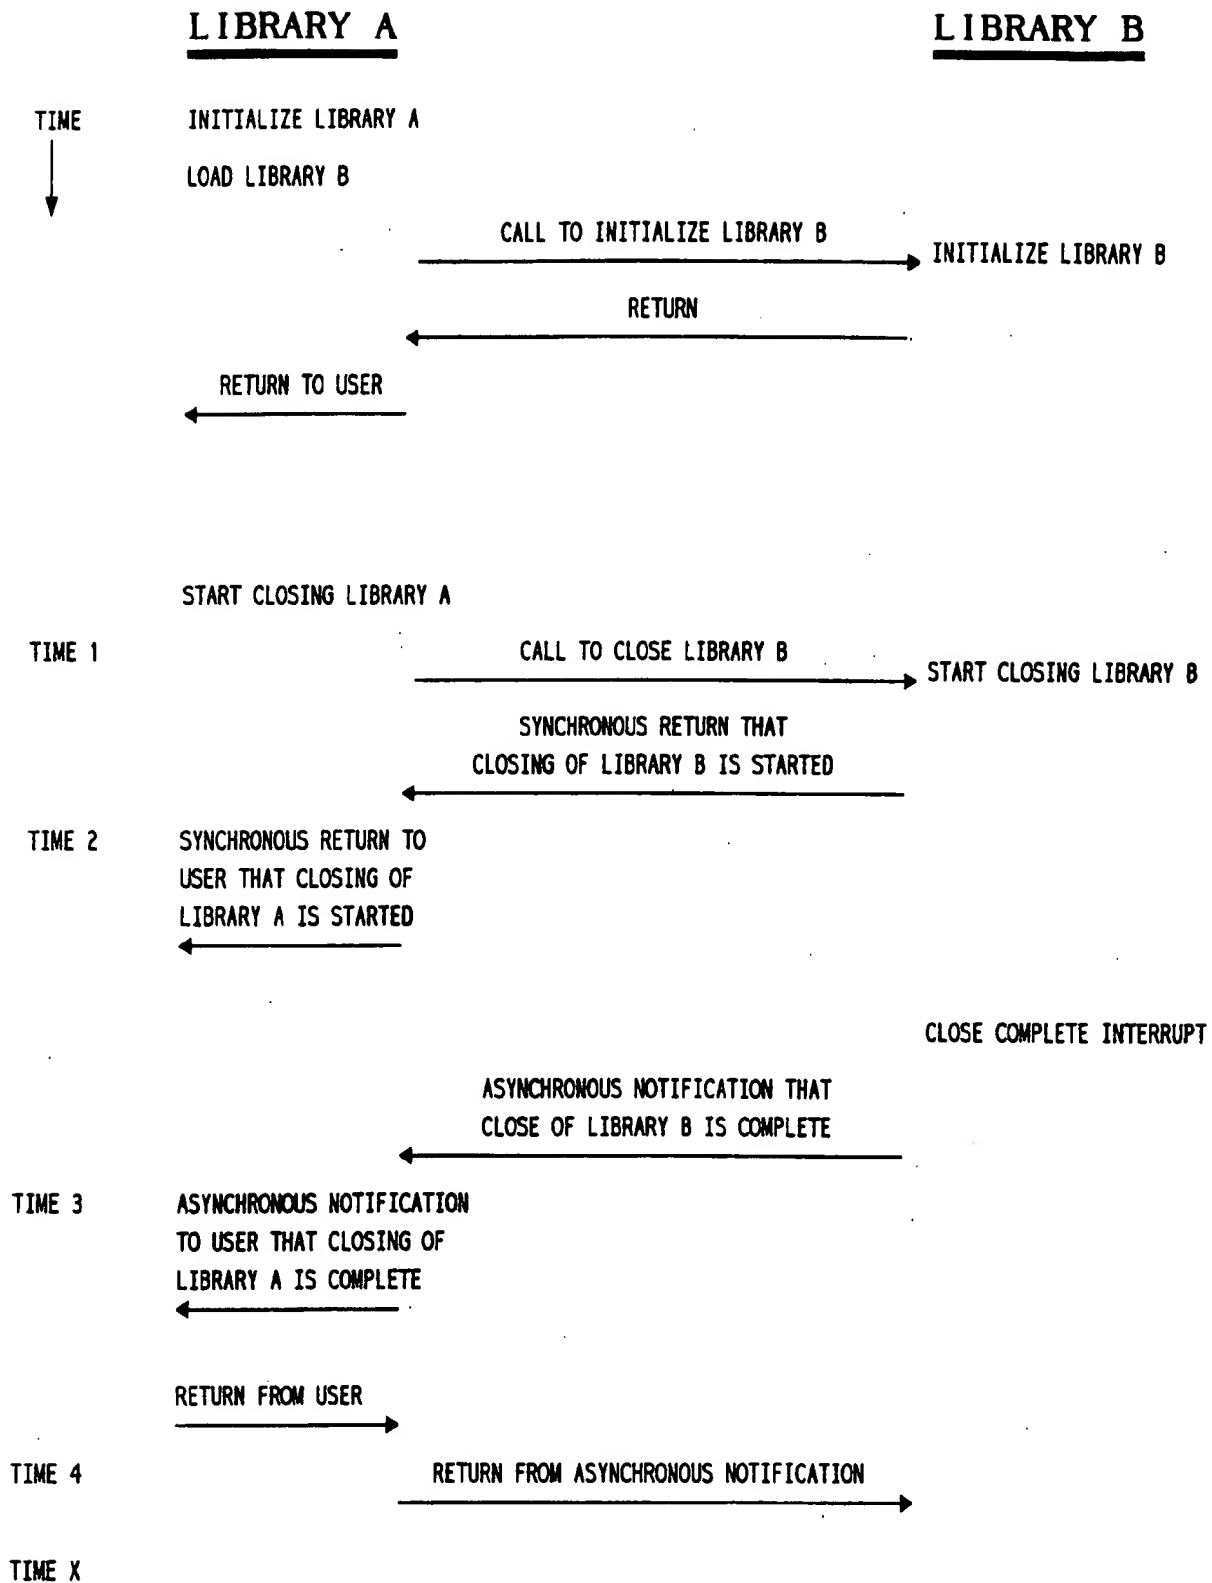 LIBRARY A
LIBRARY B
TIME
INITIALIZE LIBRARY A
LOAD LIBRARY B
CALL TO INITIALIZE LIBRARY B
INITIALIZE LIBRARY B
RETURN
RETURN TO USER
START CLOSING LIBRARY A
TIME 1
CALL TO CLOSE LIBRARY B
START CLOSING LIBRARY B
SYNCHRONOUS RETURN THAT
CLOSING OF LIBRARY B IS STARTED
TIME 2
SYNCHRONOUS RETURN TO
USER THAT CLOSING OF
LIBRARY A IS STARTED
CLOSE COMPLETE INTERRUPT
ASYNCHRONOUS NOTIFICATION THAT
CLOSE OF LIBRARY B IS COMPLETE
TIME 3
ASYNCHRONOUS NOTIFICATION
TO USER THAT CLOSING OF
LIBRARY A IS COMPLETE
RETURN FROM USER
TIME 4
RETURN FROM ASYNCHRONOUS NOTIFICATION
TIME X